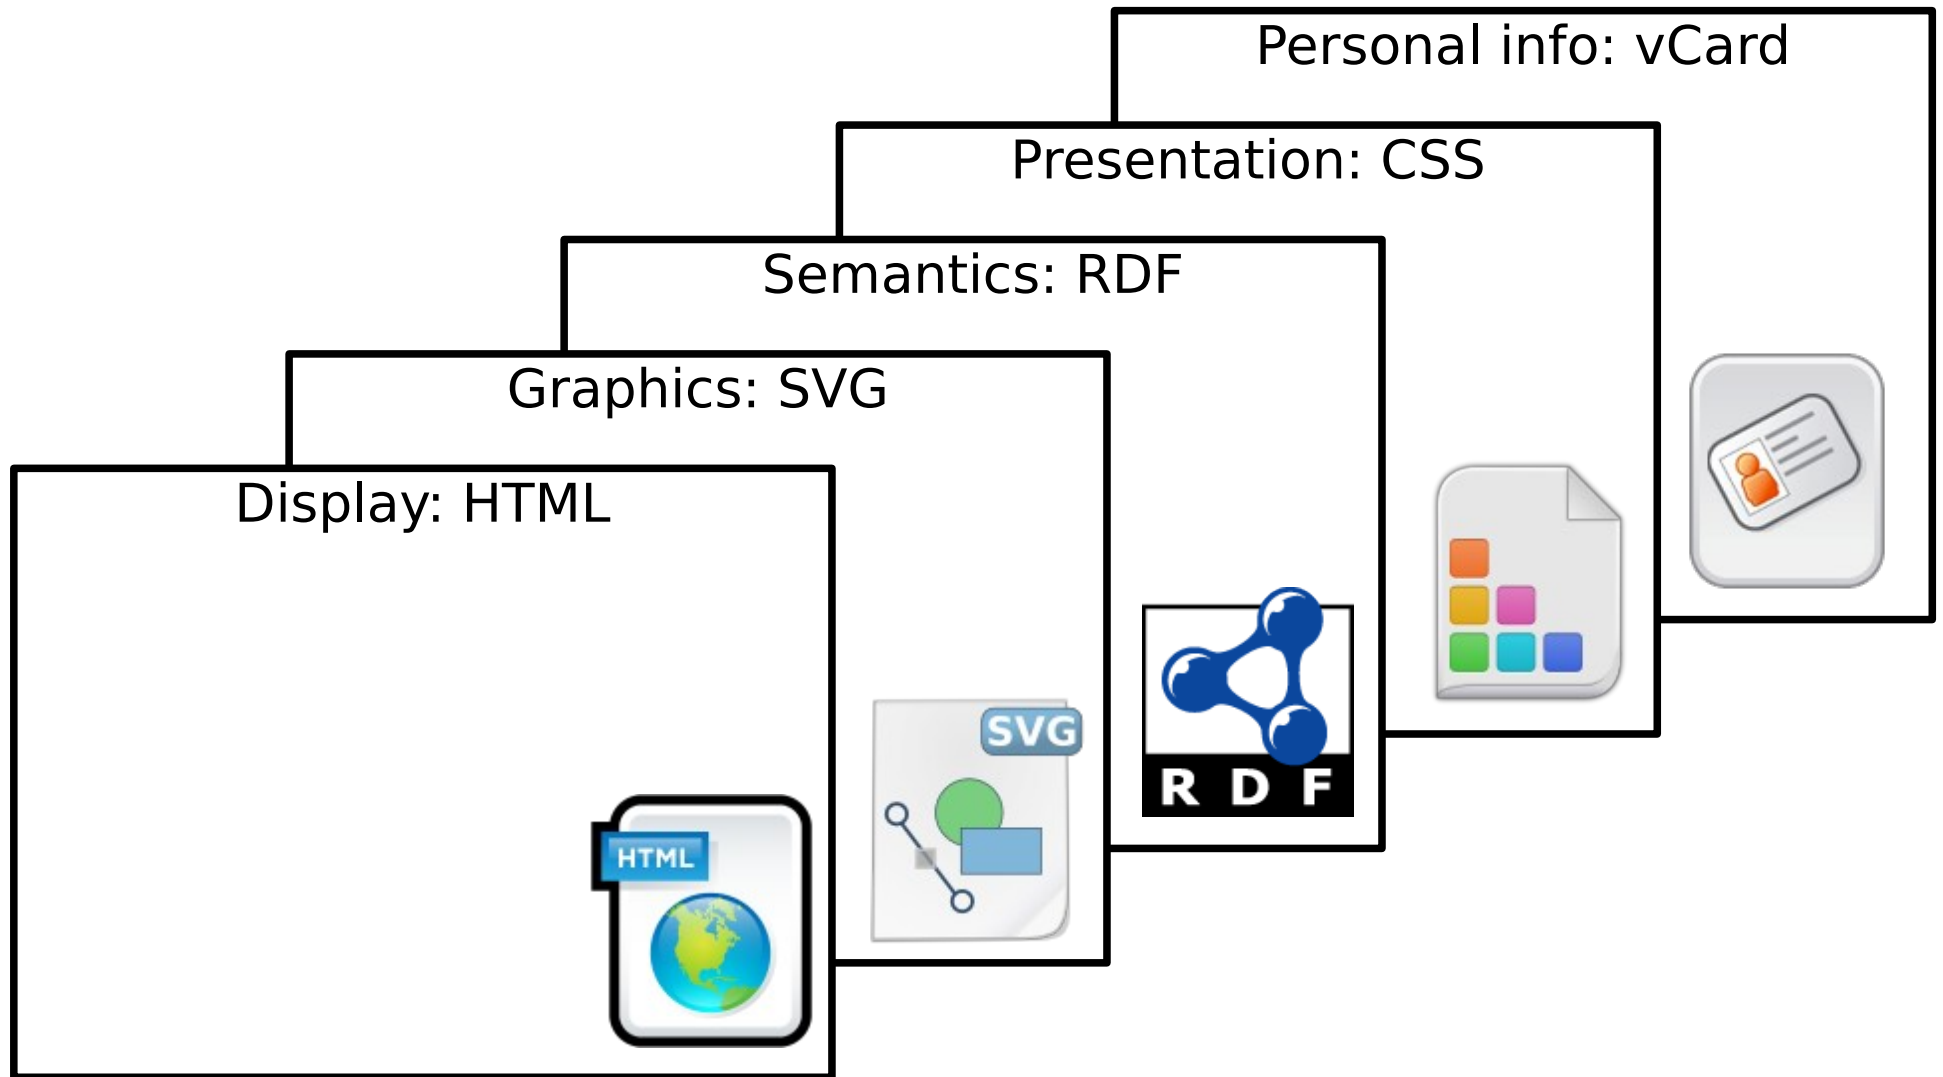 Personal info: vCard
Presentation: CSS
Semantics: RDF
Graphics: SVG
Display: HTML
SVG
R D F
HTML